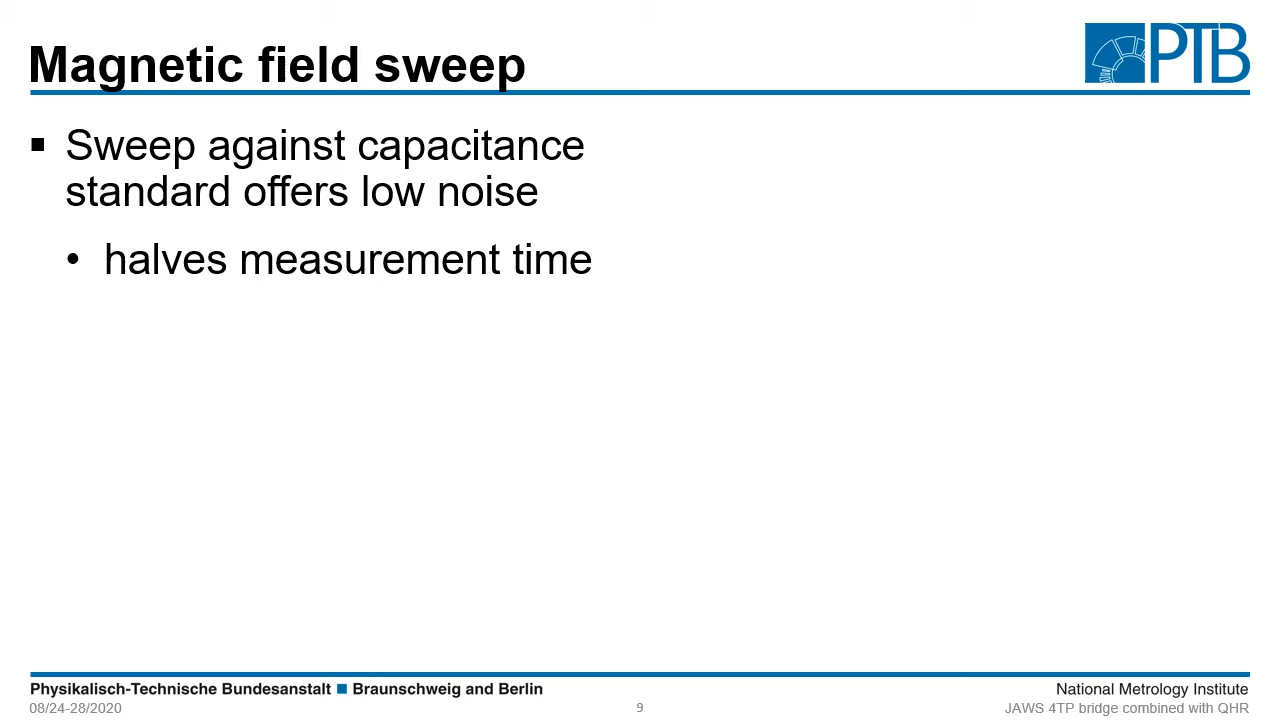 Magnetic field sweep
PTB
▪ Sweep against capacitance
standard offers low noise
• halves measurement time
Physikalisch-Technische Bundesanstalt ■ Braunschweig and Berlin
National Metrology Institute
08/24-28/2020
9
JAWS 4TP bridge combined with QHR